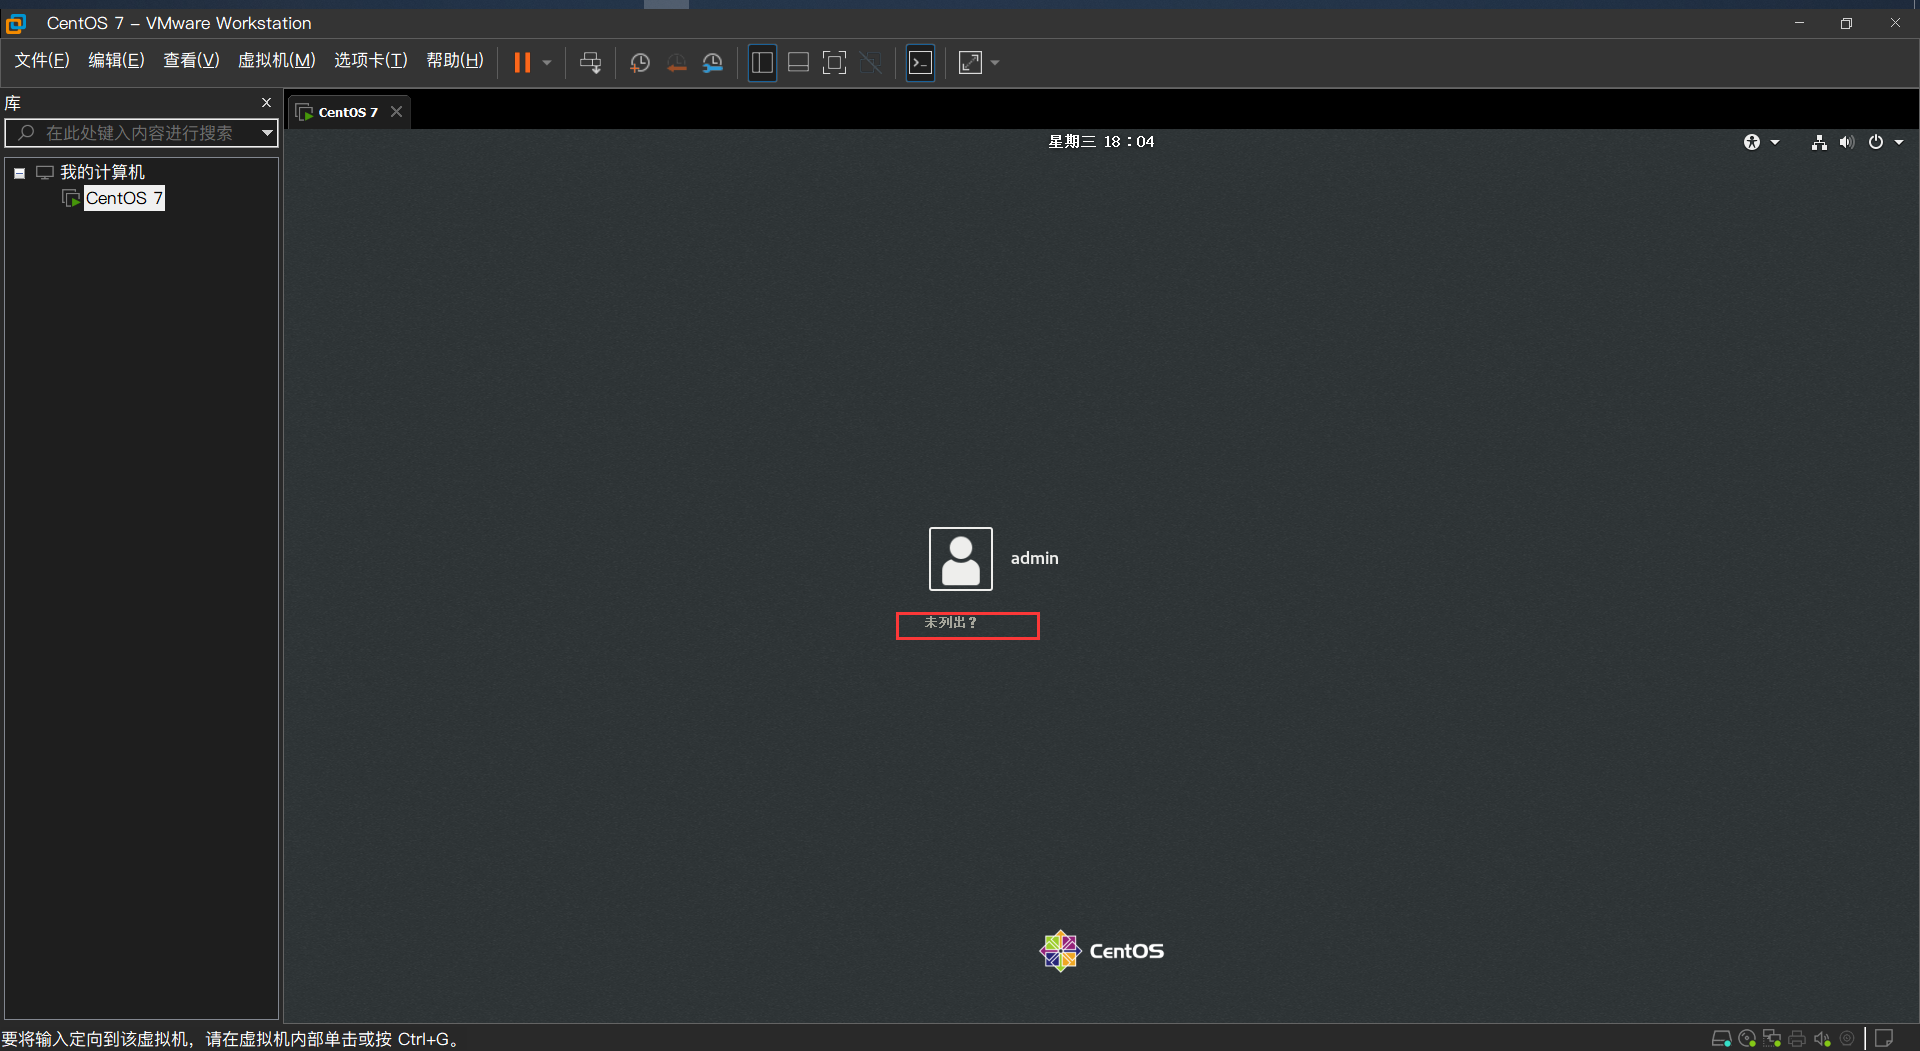 CentOS 7 - VMware Workstation
文件(F) 编辑(E) 查看(V) 虚拟机(M) 选项卡(T) 帮助(H)
库
CentOS 7
在此处键入内容进行搜索
星期三 18：04
我的计算机
CentOS 7
admin
未列出？
CentOS
要将输入定向到该虚拟机，请在虚拟机内部单击或按 Ctrl+G。